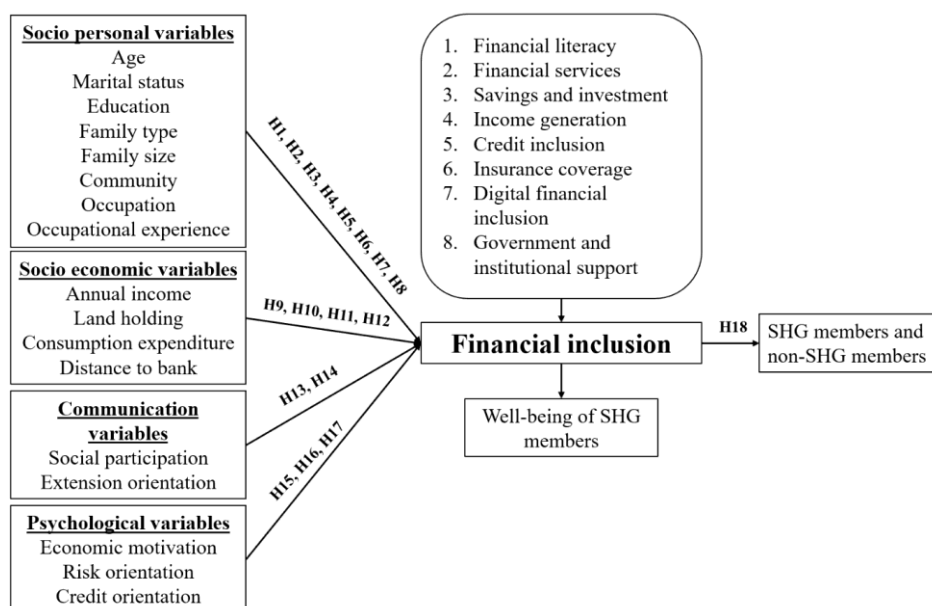 Socio personal variables
Age
Marital status
Education
Family type
Family size
Community
Occupation
Occupational experience
Socio economic variables
Annual income
Land holding
Consumption expenditure
Distance to bank
Communication
variables
Social participation
Extension orientation
Psychological variables
Economic motivation
Risk orientation
Credit orientation
H1, H2, H3, H4, H5, H6, H7, H8
H9, H10, H11, H12
H13, H14
H15, H16, H17
1. Financial literacy
2. Financial services
3. Savings and investment
4. Income generation
5. Credit inclusion
6. Insurance coverage
7. Digital financial
inclusion
8. Government and
institutional support
Financial inclusion
Well-being of SHG
members
H18
SHG members and
non-SHG members